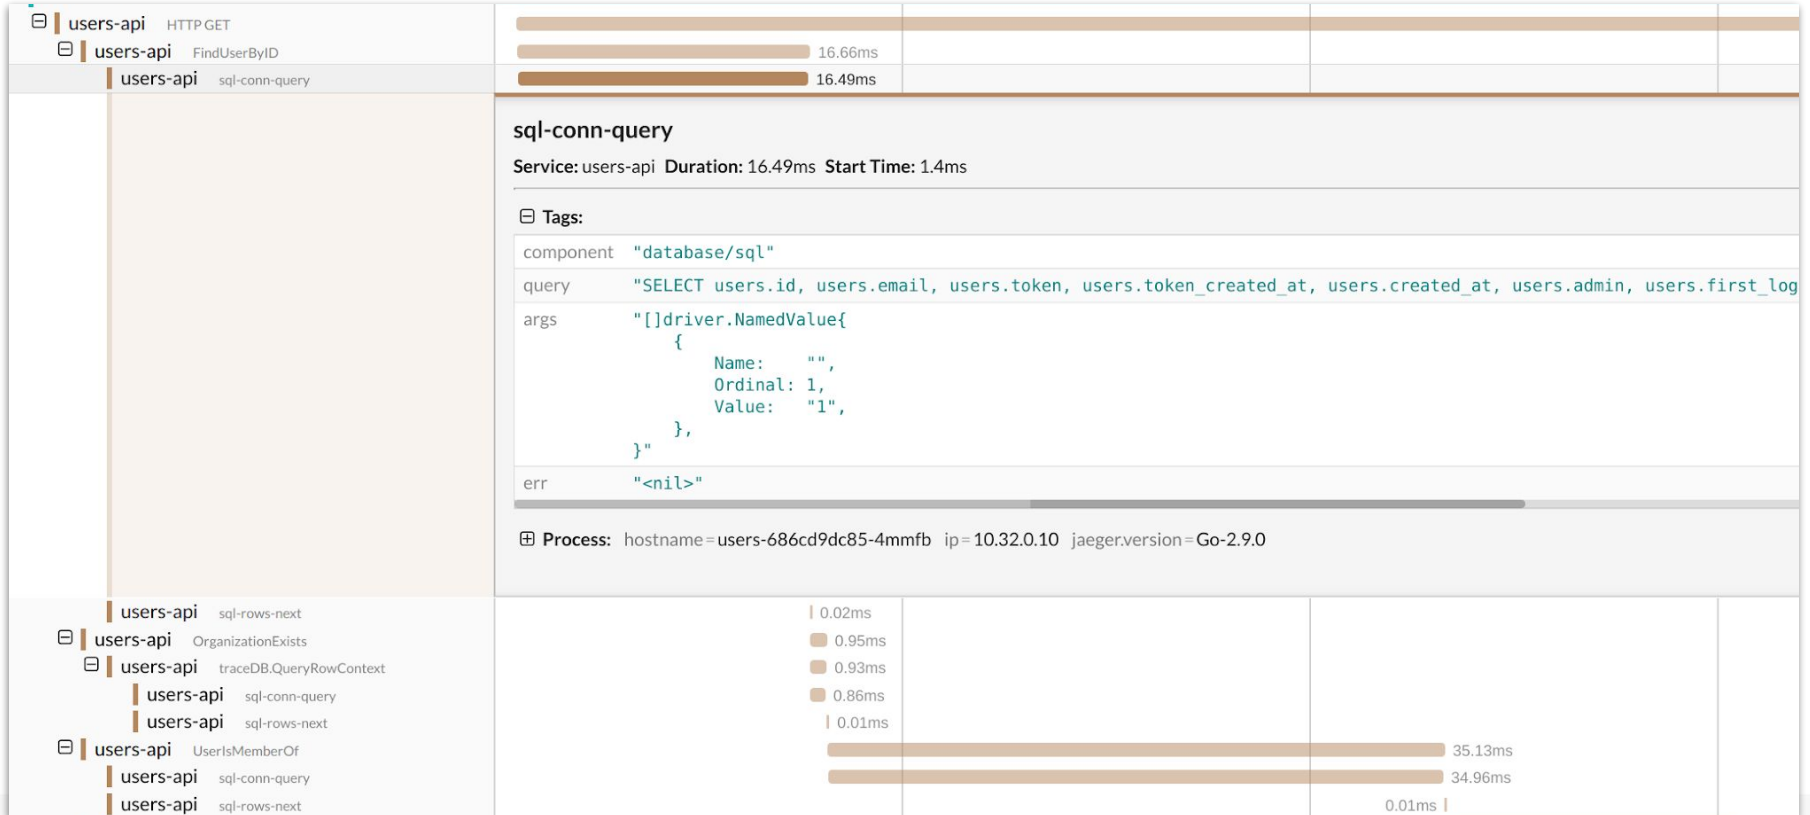 users-api HTTP GET
users-api FindUserByID 16.66ms
users-api sql-conn-query 16.49ms
sql-conn-query
Service: users-api Duration: 16.49ms Start Time: 1.4ms
Tags:
component "database/sql"
query "SELECT users.id, users.email, users.token, users.token_created_at, users.created_at, users.admin, users.first_log
args "[]driver.NamedValue{
{
Name: "",
Ordinal: 1,
Value: "1",
},
}"
err "<nil>"
Process: hostname=users-686cd9dc85-4mmfb ip=10.32.0.10 jaeger.version=Go-2.9.0
users-api sql-rows-next 0.02ms
users-api OrganizationExists 0.95ms
users-api traceDB.QueryRowContext 0.93ms
users-api sql-conn-query 0.86ms
users-api sql-rows-next 0.01ms
users-api UserIsMemberOf 35.13ms
users-api sql-conn-query 34.96ms
users-api sql-rows-next 0.01ms